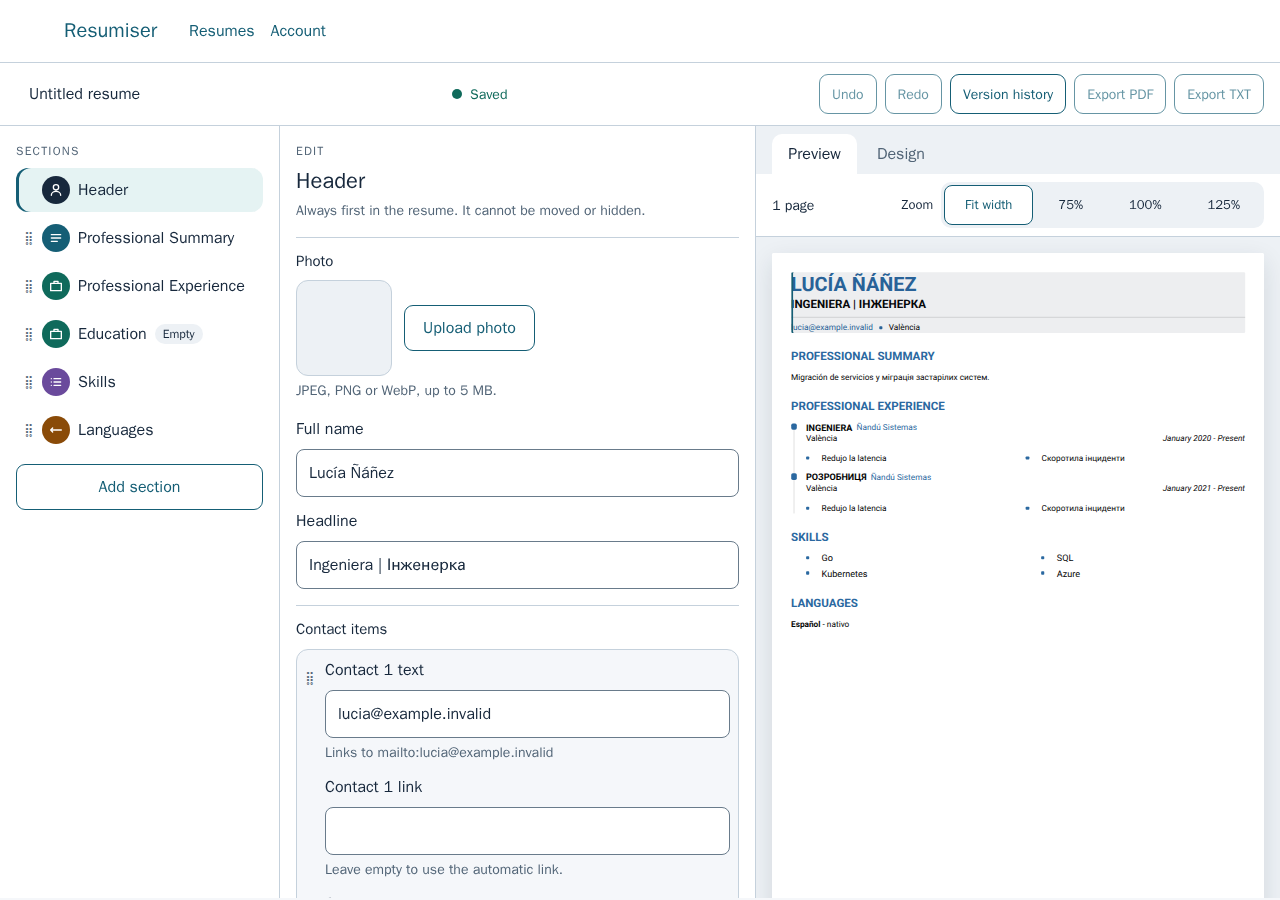 Resumiser Resumes Account
Untitled resume
Saved
Undo Redo Version history Export PDF Export TXT
SECTIONS
Header
Professional Summary
Professional Experience
Education Empty
Skills
Languages
Add section
EDIT
Header
Always first in the resume. It cannot be moved or hidden.
Photo
Upload photo
JPEG, PNG or WebP, up to 5 MB.
Full name
Lucía Ñáñez
Headline
Ingeniera | Інженерка
Contact items
Contact 1 text
lucia@example.invalid
Links to mailto:lucia@example.invalid
Contact 1 link
Leave empty to use the automatic link.
Preview Design
1 page Zoom Fit width 75% 100% 125%
LUCÍA ÑÁÑEZ
INGENIERA | ІНЖЕНЕРКА
lucia@example.invalid • València
PROFESSIONAL SUMMARY
Migración de servicios y міграція застарілих систем.
PROFESSIONAL EXPERIENCE
INGENIERA Ñandú Sistemas
València January 2020 - Present
Redujo la latencia Скоротила інциденти
РОЗРОБНИЦЯ Ñandú Sistemas
València January 2021 - Present
Redujo la latencia Скоротила інциденти
SKILLS
Go SQL
Kubernetes Azure
LANGUAGES
Español - nativo